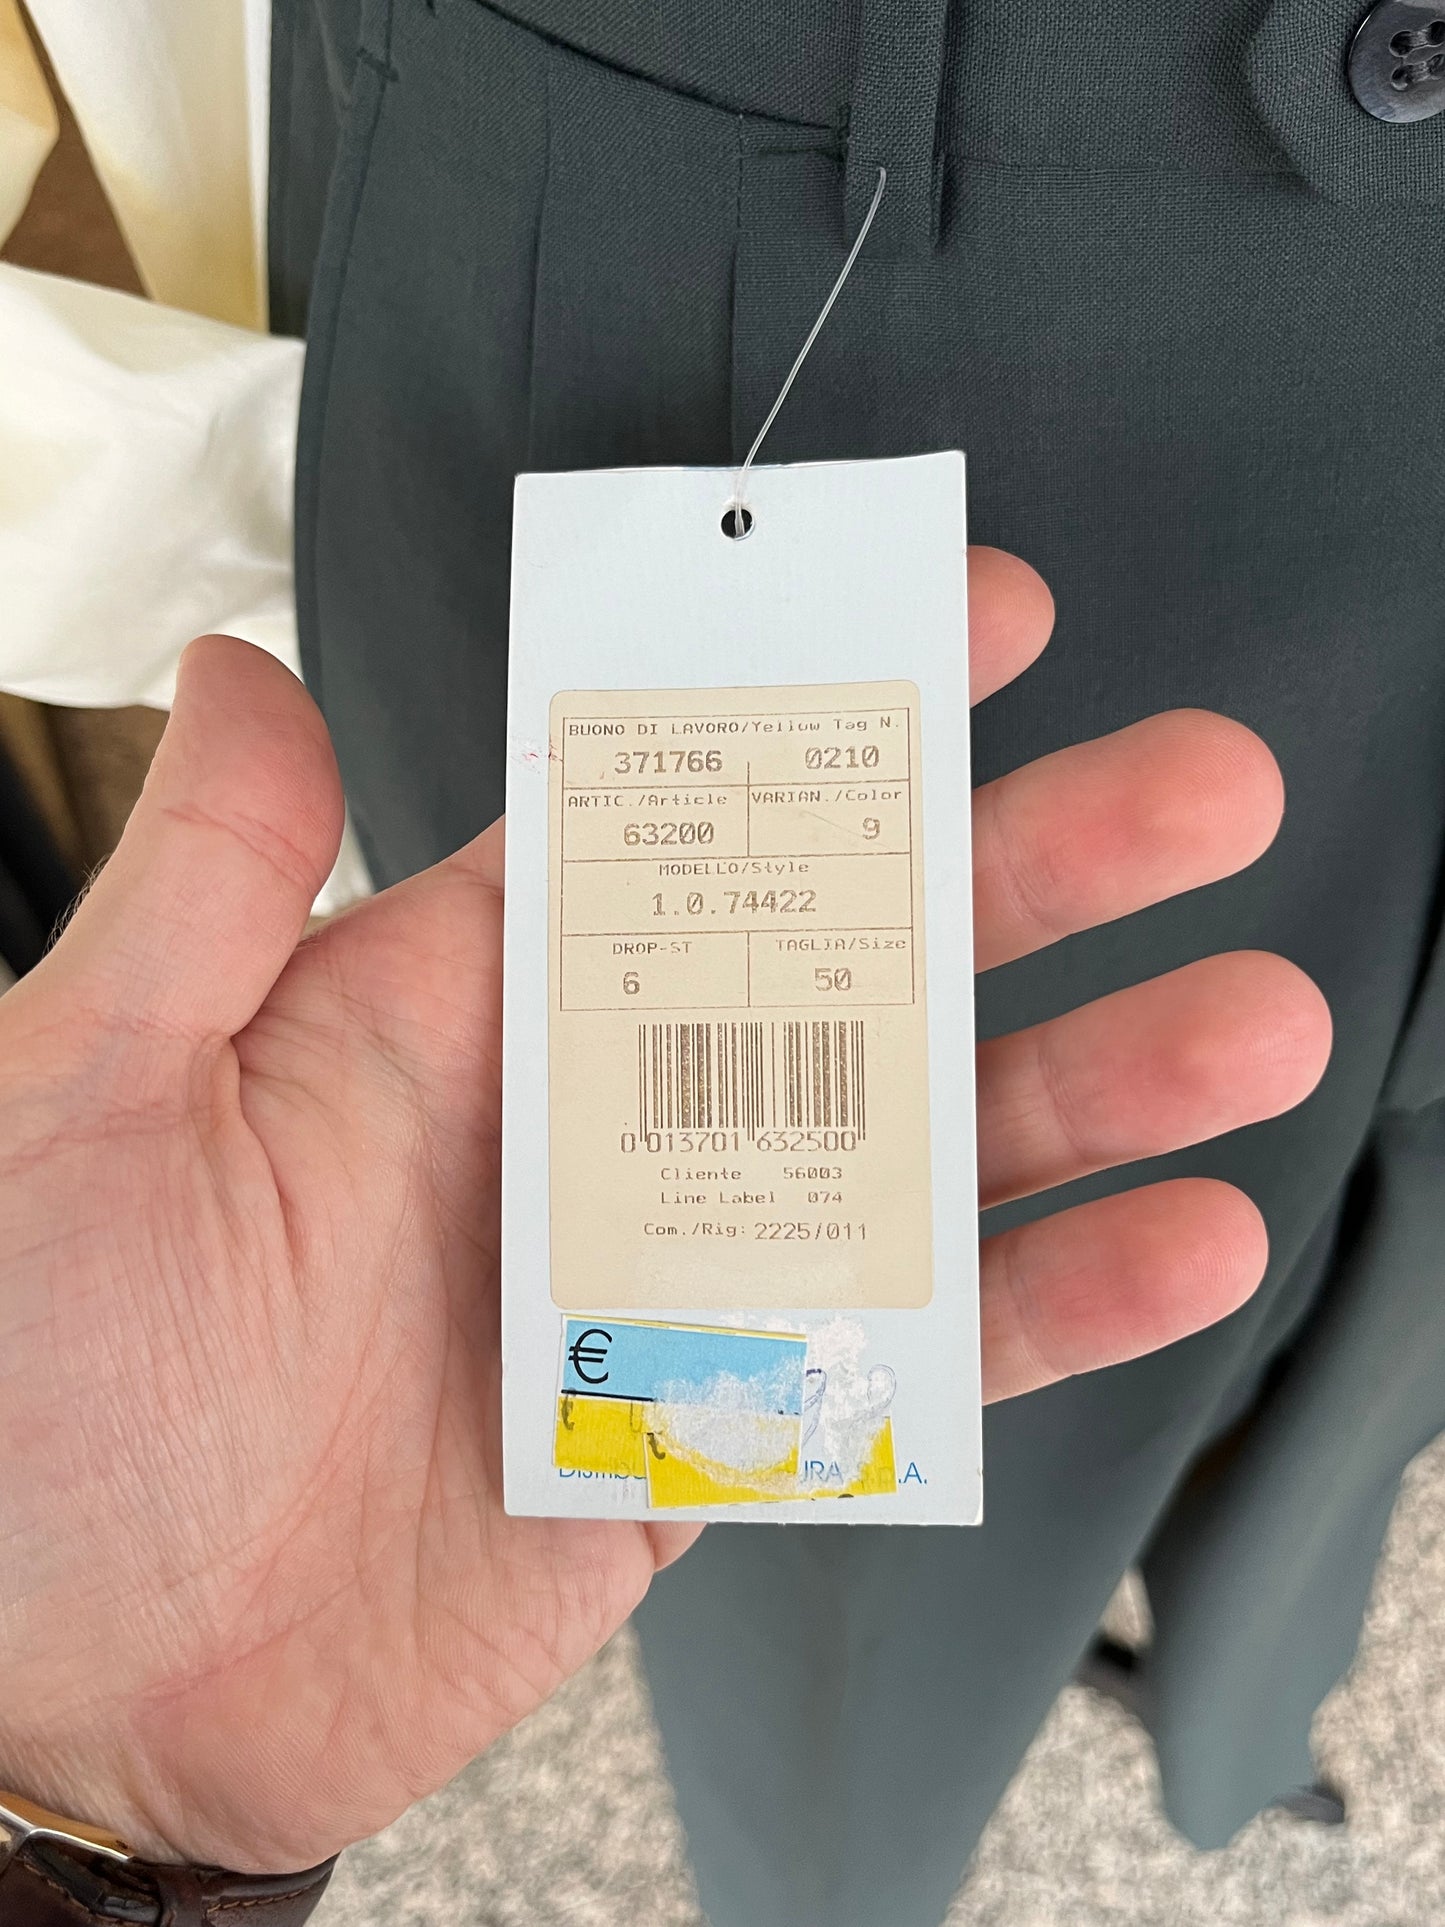 BUONO DI LAVORO/Yellow Tag N.
371766 0210
ARTIC./Article VARIAN./Color
63200 9
MODELLO/Style
1.0.74422
DROP-ST TAGLIA/Size
6 50
0 013701 632500
Cliente 56003
Line Label 074
Com./Rig: 2225/011
€